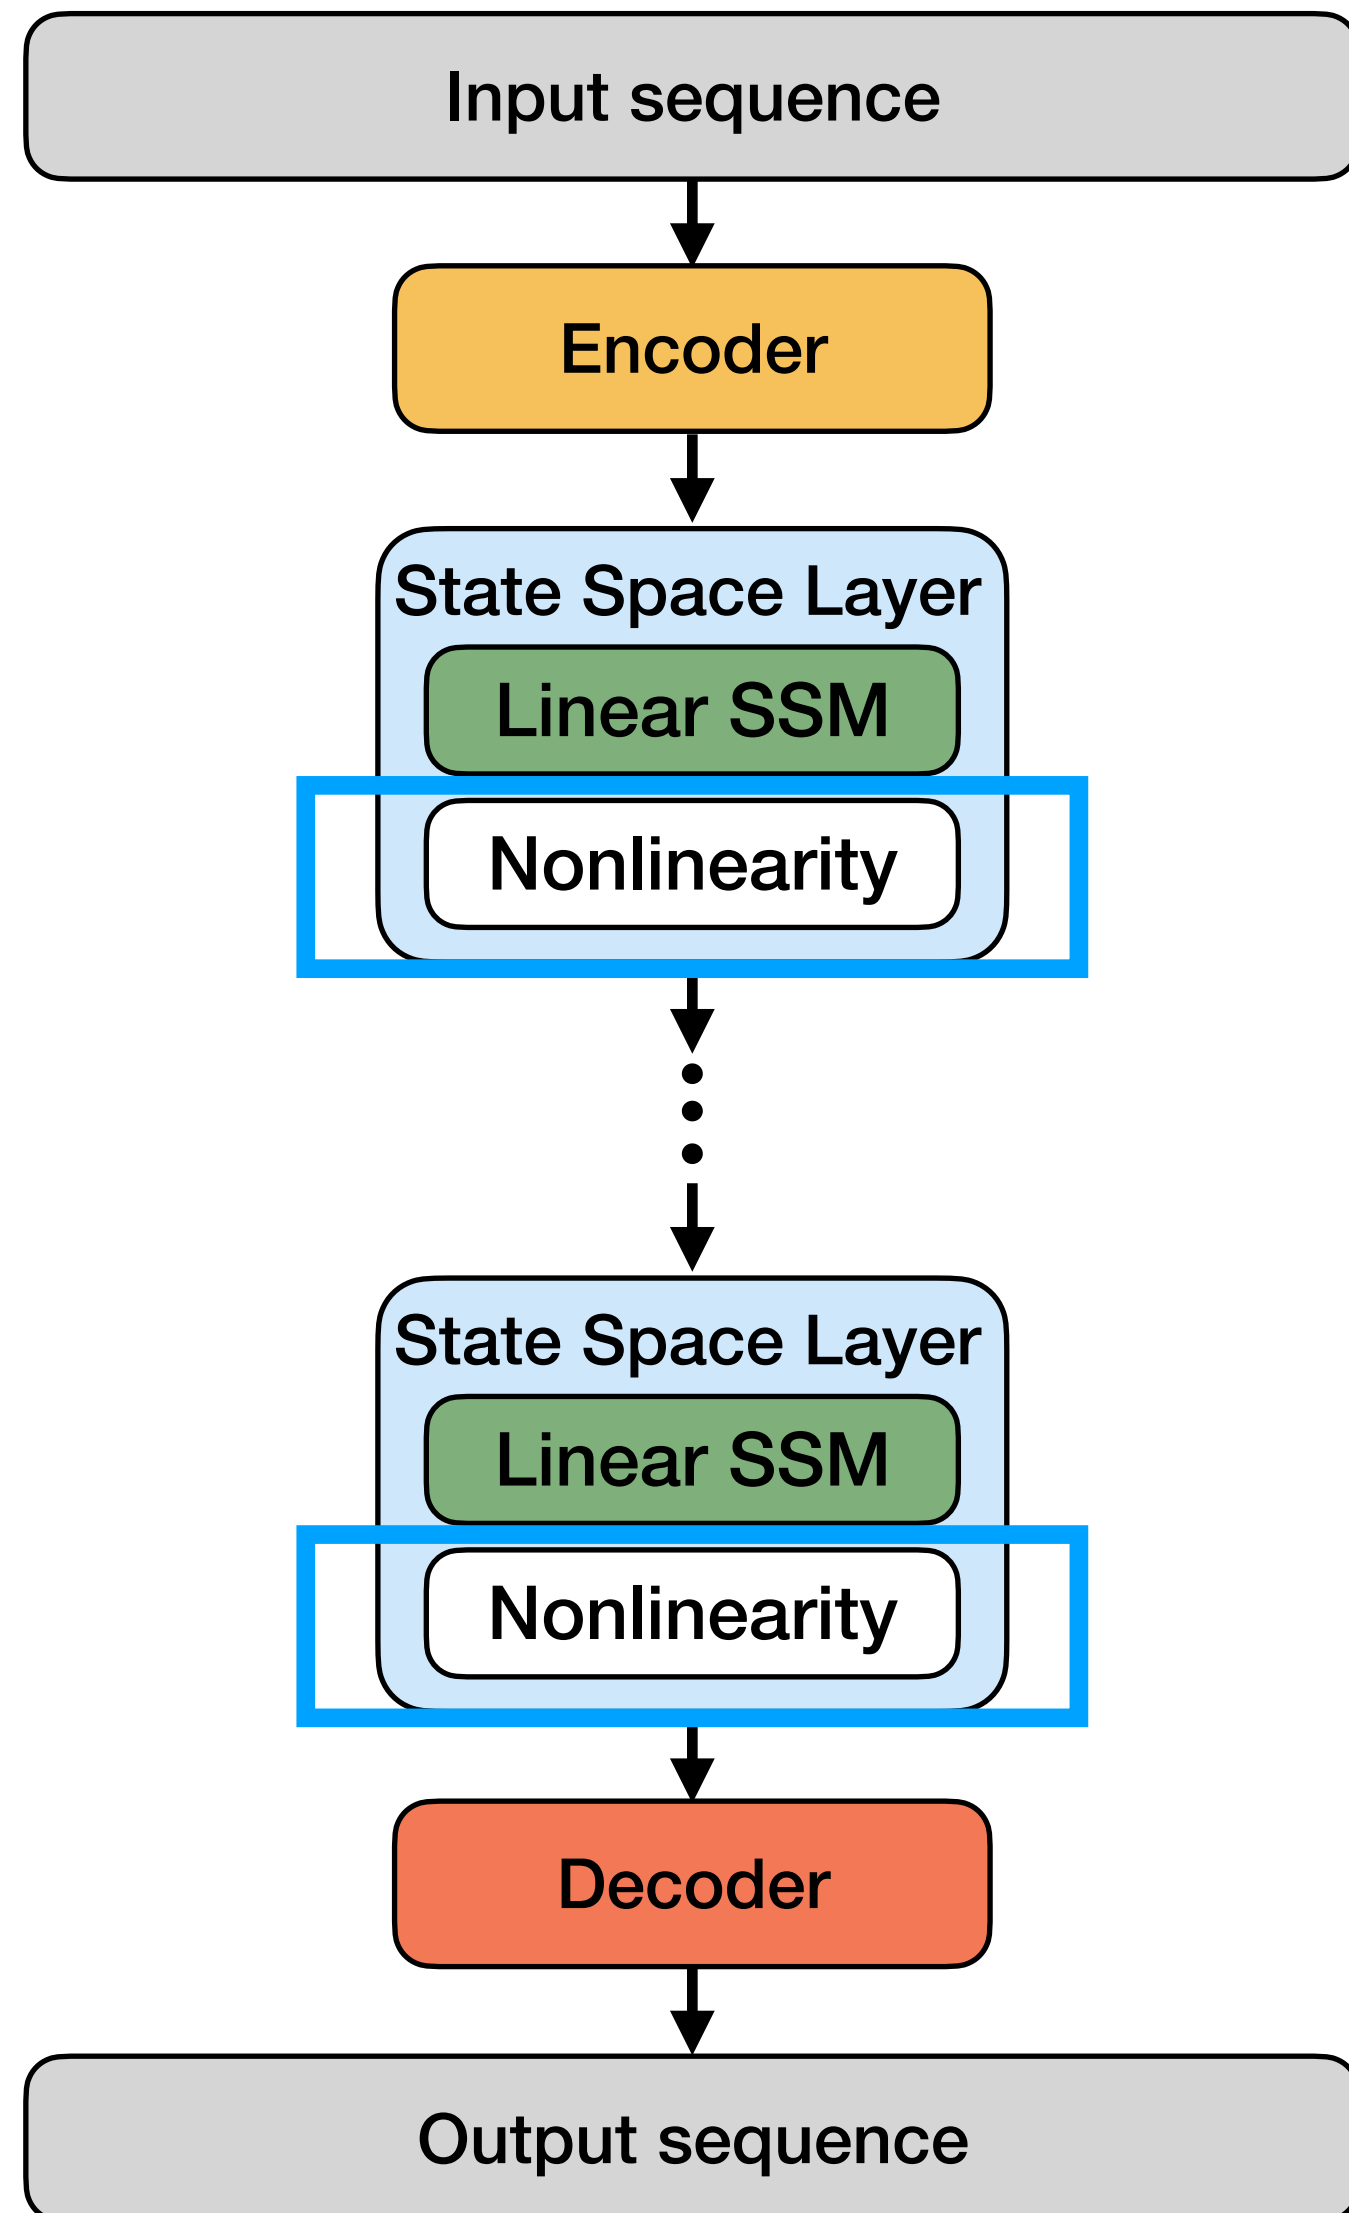 Input sequence
Encoder
State Space Layer
Linear SSM
Nonlinearity
State Space Layer
Linear SSM
Nonlinearity
Decoder
Output sequence